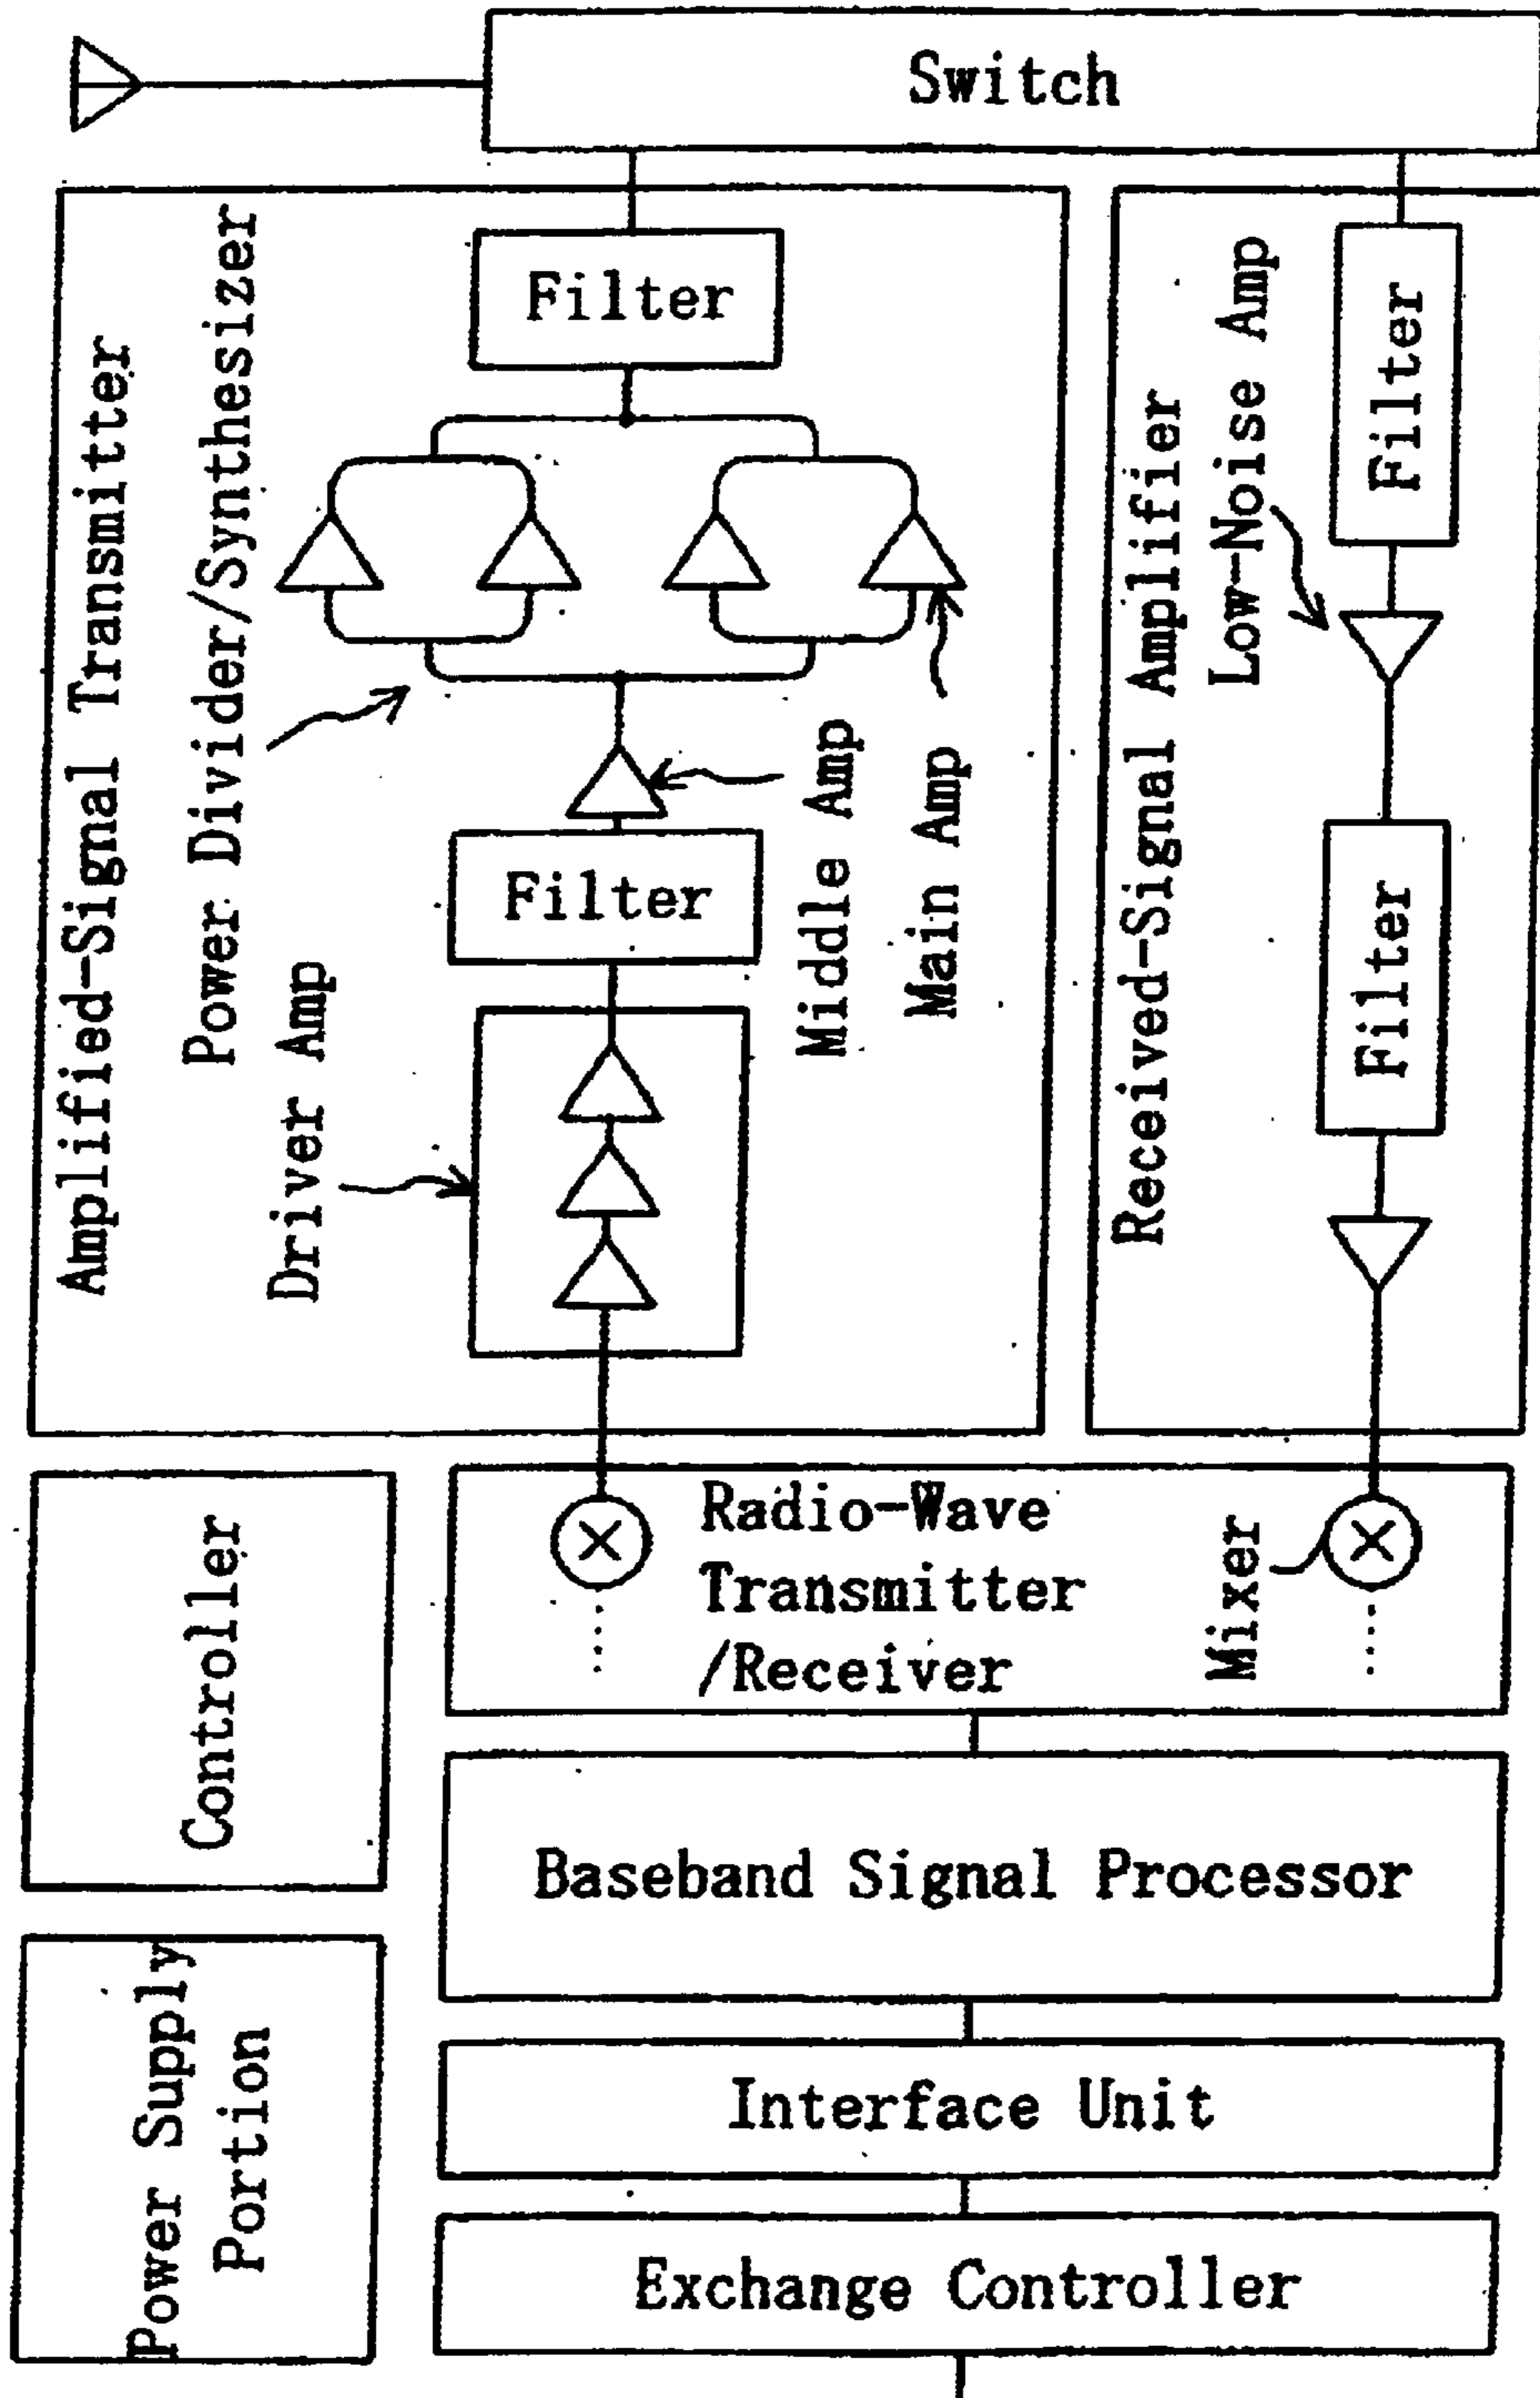 Switch
Amplified-Signal Transmitter
Power Divider/Synthesizer
Filter
Driver Amp
Filter
Middle Amp
Main Amp
Received-Signal Amplifier
Low-Noise Amp
Filter
Filter
Controller
Radio-Wave
Transmitter
/Receiver
Mixer
Baseband Signal Processor
Power Supply
Portion
Interface Unit
Exchange Controller